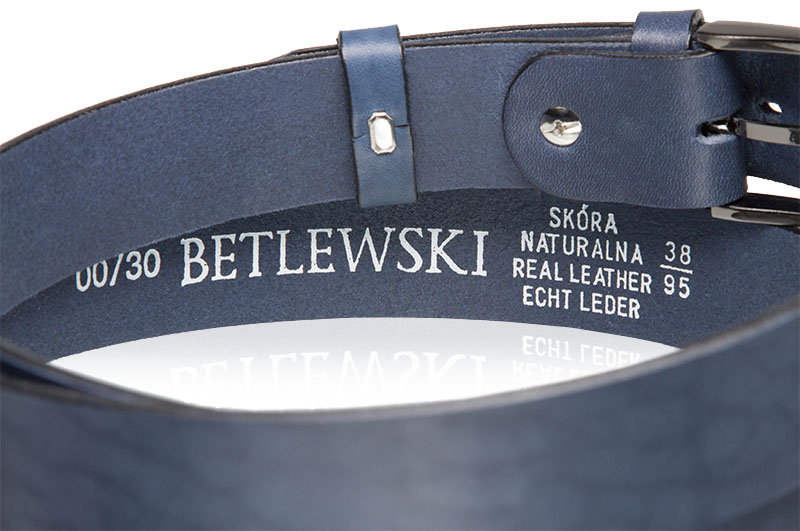 00/30 BETLEWSKI
SKÓRA
NATURALNA
REAL LEATHER
ECHT LEDER
38
95